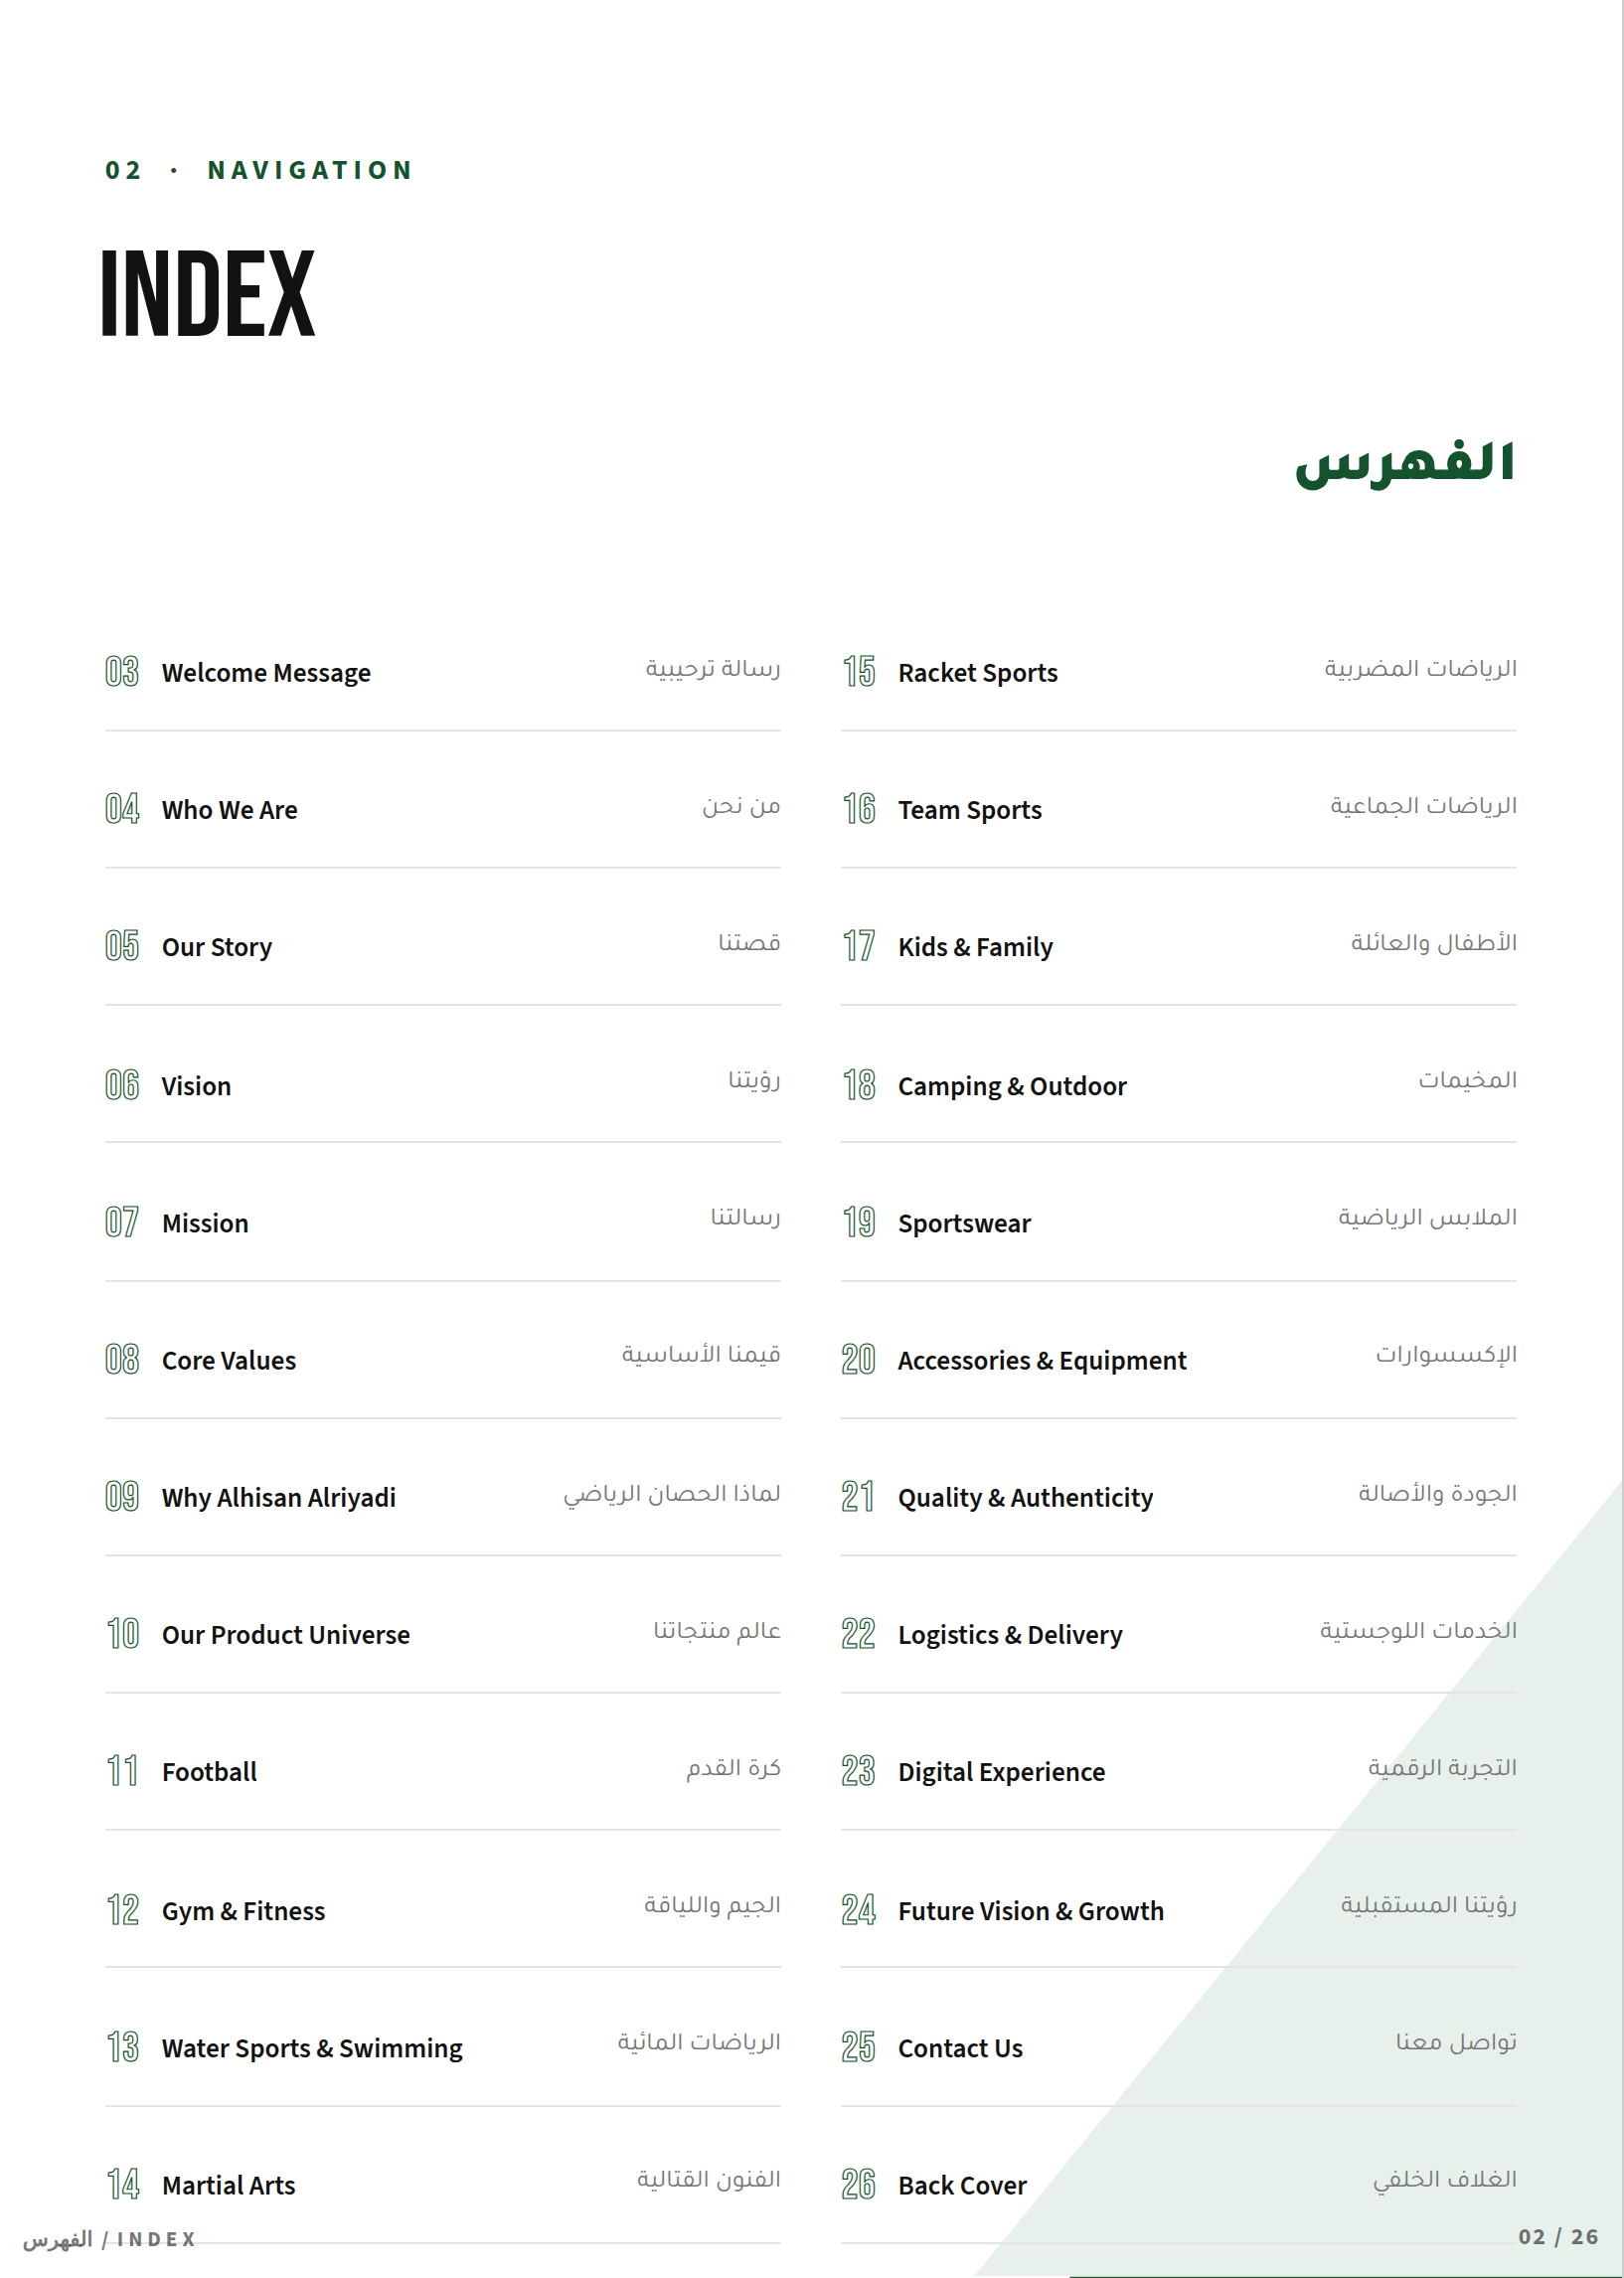 02 · NAVIGATION
INDEX
الفهرس
03 Welcome Message رسالة ترحيبية
04 Who We Are من نحن
05 Our Story قصتنا
06 Vision رؤيتنا
07 Mission رسالتنا
08 Core Values قيمنا الأساسية
09 Why Alhisan Alriyadi لماذا الحصان الرياضي
10 Our Product Universe عالم منتجاتنا
11 Football كرة القدم
12 Gym & Fitness الجيم واللياقة
13 Water Sports & Swimming الرياضات المائية
14 Martial Arts الفنون القتالية
15 Racket Sports الرياضات المضربية
16 Team Sports الرياضات الجماعية
17 Kids & Family الأطفال والعائلة
18 Camping & Outdoor المخيمات
19 Sportswear الملابس الرياضية
20 Accessories & Equipment الإكسسوارات
21 Quality & Authenticity الجودة والأصالة
22 Logistics & Delivery الخدمات اللوجستية
23 Digital Experience التجربة الرقمية
24 Future Vision & Growth رؤيتنا المستقبلية
25 Contact Us تواصل معنا
26 Back Cover الغلاف الخلفي
الفهرس / INDEX
02 / 26